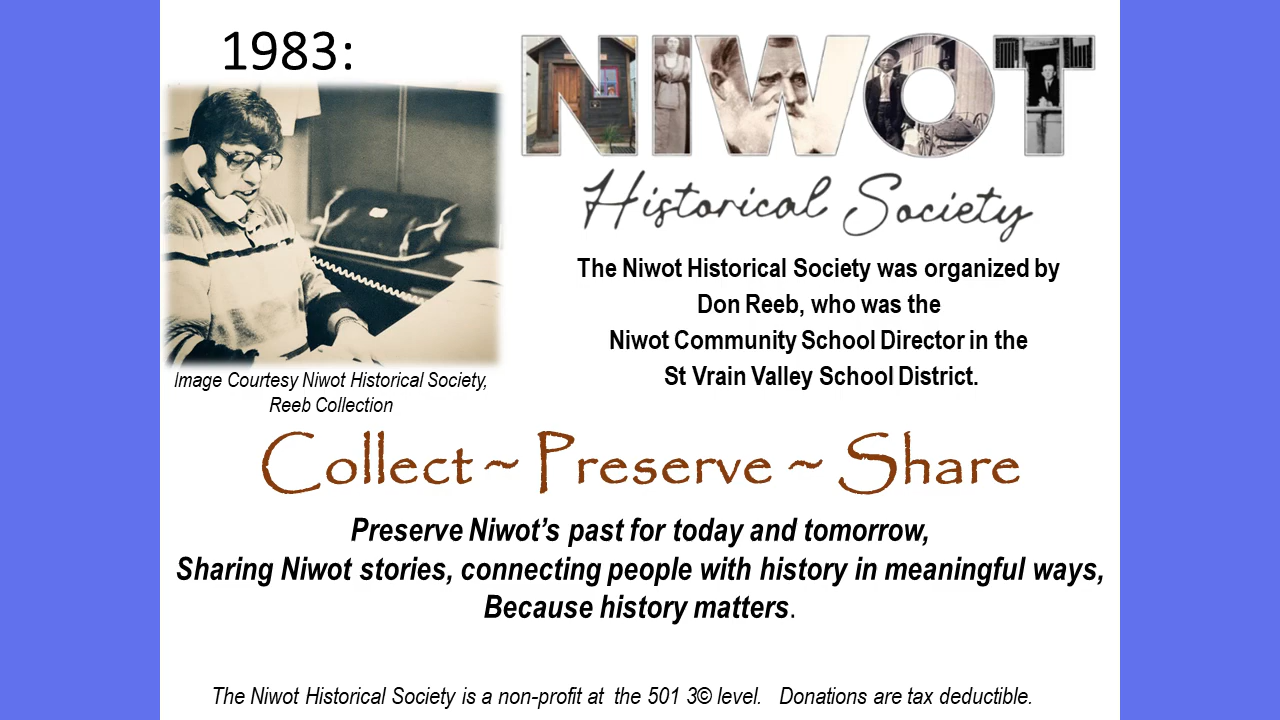 1983:
NIWOT
Historical Society
The Niwot Historical Society was organized by
Don Reeb, who was the
Niwot Community School Director in the
St Vrain Valley School District.
Image Courtesy Niwot Historical Society,
Reeb Collection
Collect ~ Preserve ~ Share
Preserve Niwot’s past for today and tomorrow,
Sharing Niwot stories, connecting people with history in meaningful ways,
Because history matters.
The Niwot Historical Society is a non-profit at the 501 3© level. Donations are tax deductible.